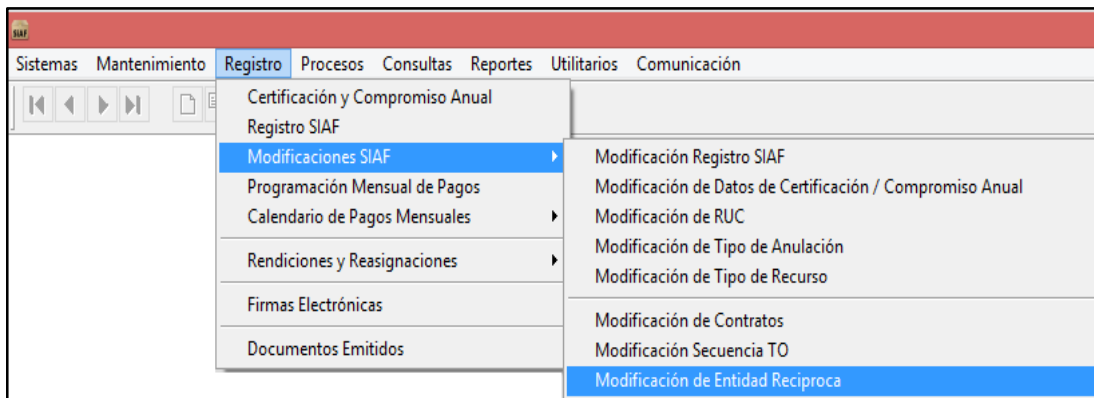 SIAF
Sistemas Mantenimiento Registro Procesos Consultas Reportes Utilitarios Comunicación
Certificación y Compromiso Anual
Registro SIAF
Modificaciones SIAF
Programación Mensual de Pagos
Calendario de Pagos Mensuales
Rendiciones y Reasignaciones
Firmas Electrónicas
Documentos Emitidos
Modificación Registro SIAF
Modificación de Datos de Certificación / Compromiso Anual
Modificación de RUC
Modificación de Tipo de Anulación
Modificación de Tipo de Recurso
Modificación de Contratos
Modificación Secuencia TO
Modificación de Entidad Reciproca